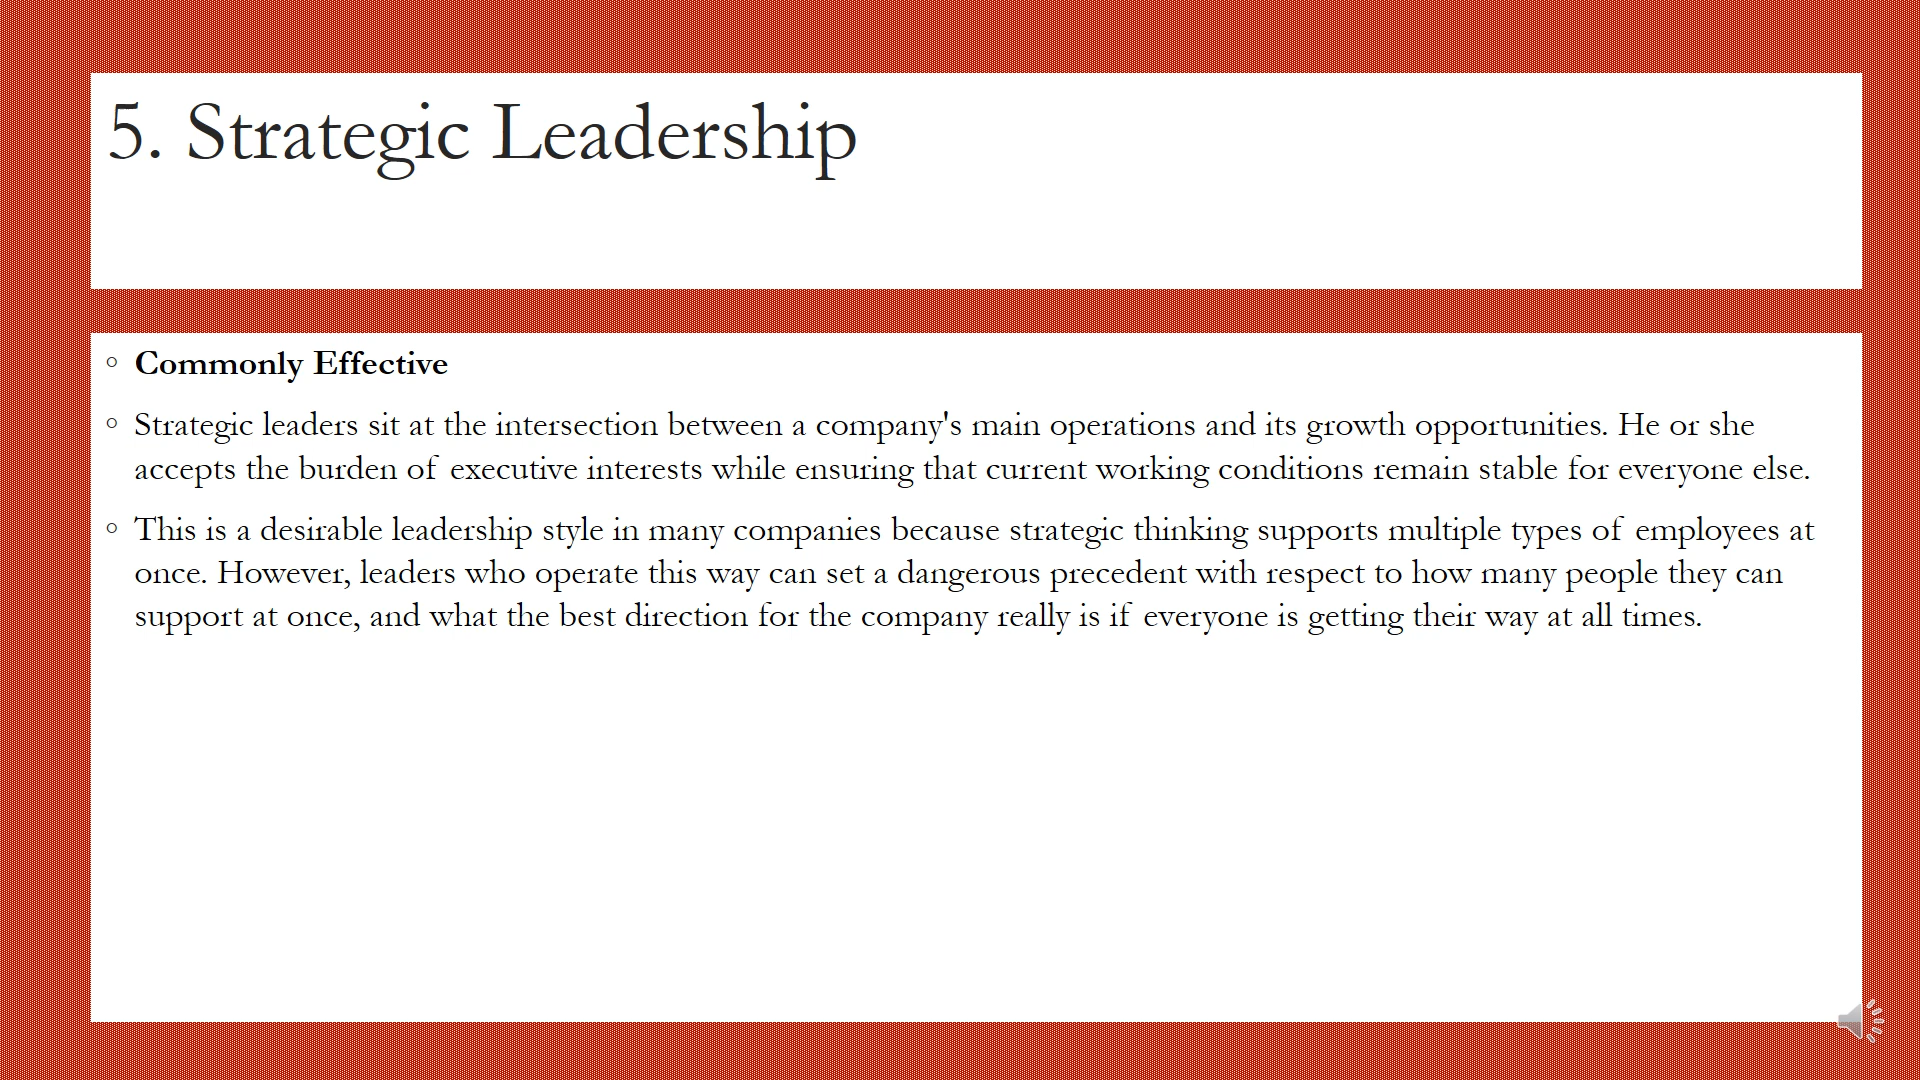 5. Strategic Leadership
◦ Commonly Effective
◦ Strategic leaders sit at the intersection between a company's main operations and its growth opportunities. He or she
accepts the burden of executive interests while ensuring that current working conditions remain stable for everyone else.
◦ This is a desirable leadership style in many companies because strategic thinking supports multiple types of employees at
once. However, leaders who operate this way can set a dangerous precedent with respect to how many people they can
support at once, and what the best direction for the company really is if everyone is getting their way at all times.